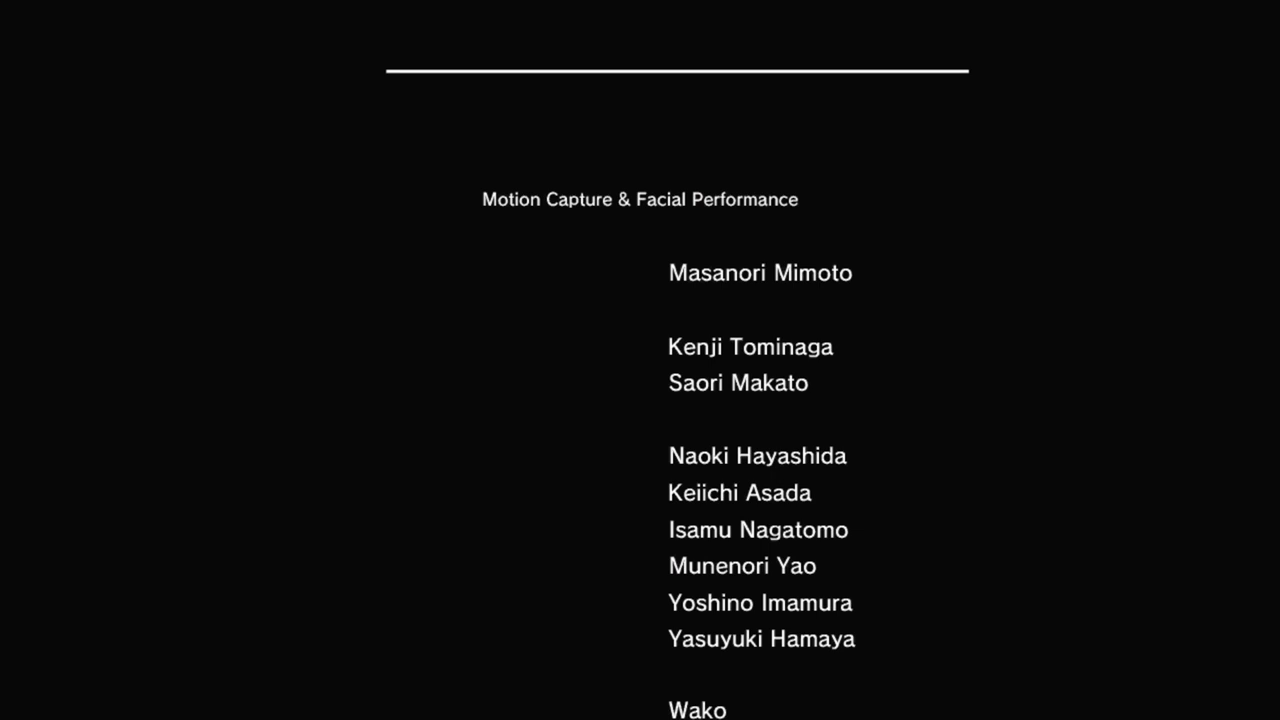 Motion Capture & Facial Performance
Masanori Mimoto
Kenji Tominaga
Saori Makato
Naoki Hayashida
Keiichi Asada
Isamu Nagatomo
Munenori Yao
Yoshino Imamura
Yasuyuki Hamaya
Wako